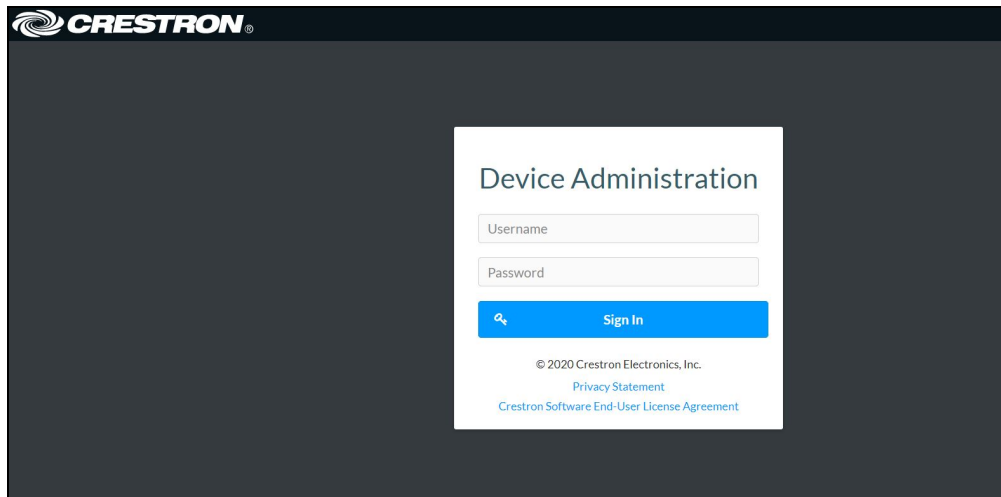 CRESTRON®
Device Administration
Username
Password
Sign In
© 2020 Crestron Electronics, Inc.
Privacy Statement
Crestron Software End-User License Agreement